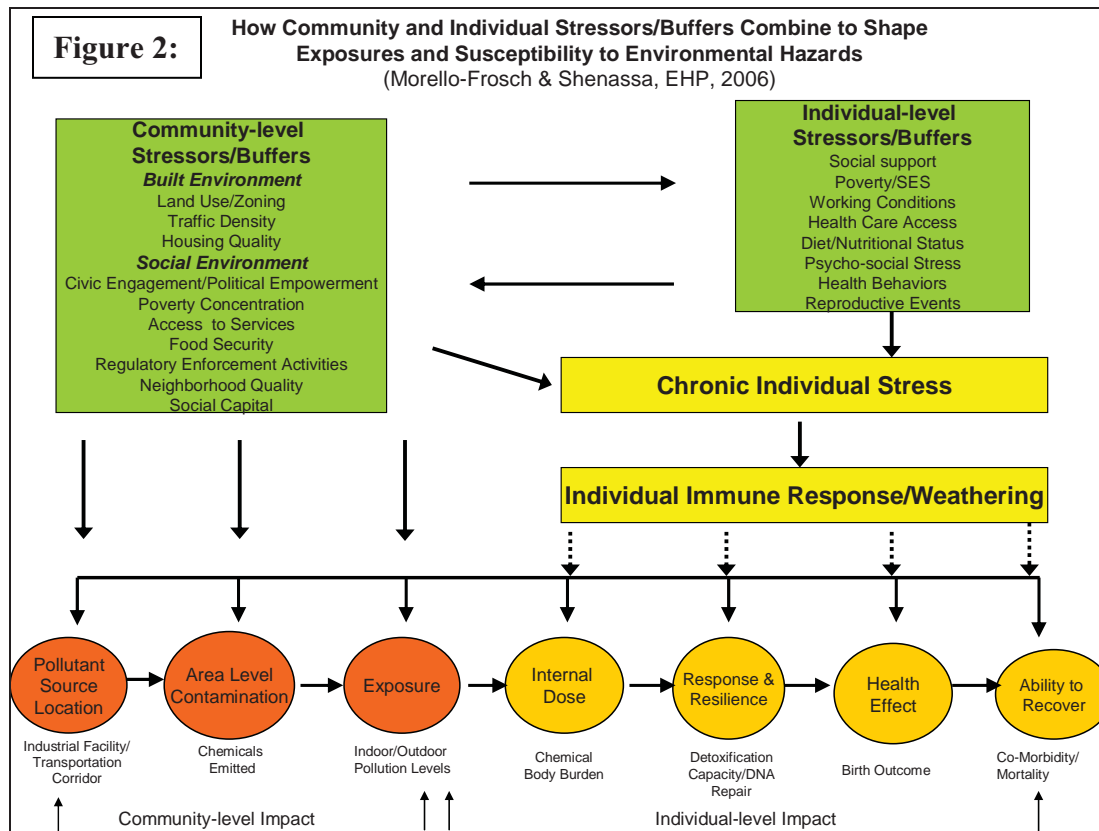 Figure 2:
How Community and Individual Stressors/Buffers Combine to Shape
Exposures and Susceptibility to Environmental Hazards
(Morello-Frosch & Shenassa, EHP, 2006)
Community-level
Stressors/Buffers
Built Environment
Land Use/Zoning
Traffic Density
Housing Quality
Social Environment
Civic Engagement/Political Empowerment
Poverty Concentration
Access to Services
Food Security
Regulatory Enforcement Activities
Neighborhood Quality
Social Capital
Individual-level
Stressors/Buffers
Social support
Poverty/SES
Working Conditions
Health Care Access
Diet/Nutritional Status
Psycho-social Stress
Health Behaviors
Reproductive Events
Chronic Individual Stress
Individual Immune Response/Weathering
Pollutant
Source
Location
Area Level
Contamination
Exposure
Internal
Dose
Response &
Resilience
Health
Effect
Ability to
Recover
Industrial Facility/
Transportation
Corridor
Chemicals
Emitted
Indoor/Outdoor
Pollution Levels
Chemical
Body Burden
Detoxification
Capacity/DNA
Repair
Birth Outcome
Co-Morbidity/
Mortality
Community-level Impact
Individual-level Impact